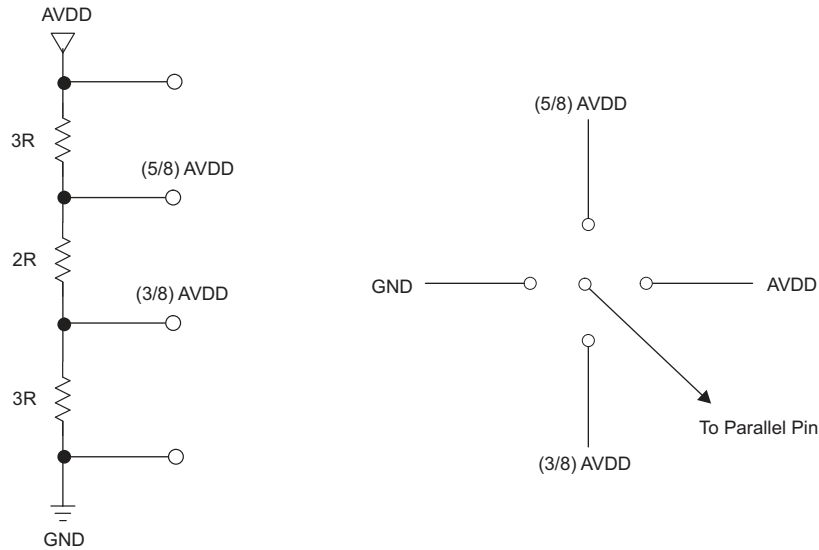 AVDD
3R
(5/8) AVDD
2R
(3/8) AVDD
3R
GND
(5/8) AVDD
GND
AVDD
To Parallel Pin
(3/8) AVDD